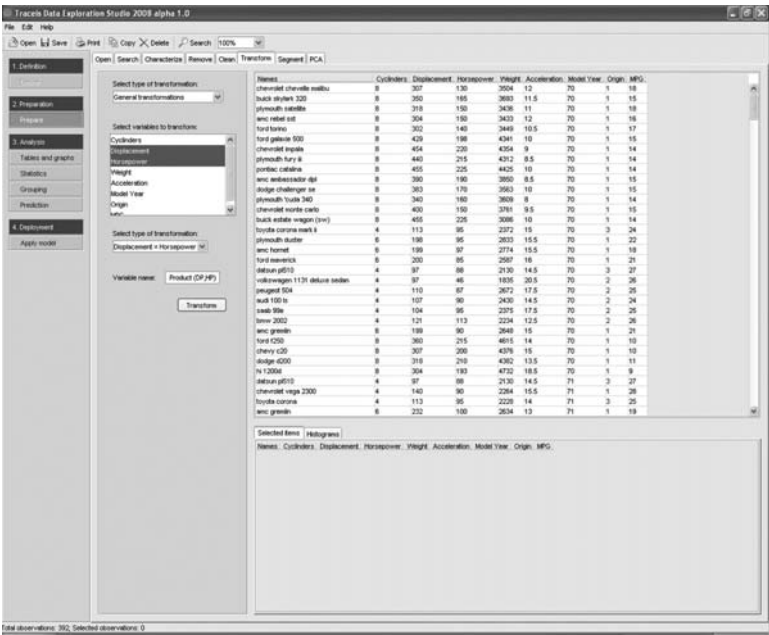 Traceis Data Exploration Studio 2008 alpha 1.0
File Edit Help
Open Save Print Copy Delete Search 100%
Open Search Characterize Remove Clean Transform Segment PCA
1. Definition
2. Preparation
Prepare
3. Analysis
Tables and graphs
Statistics
Grouping
Prediction
4. Deployment
Apply model
Select type of transformation:
General transformations
Select variables to transform:
Cyclinders
Displacement
Horsepower
Weight
Acceleration
Model Year
Origin
MPG
Select type of transformation:
Displacement * Horsepower
Variable name: Product (DP,HP)
Transform
Names Cyclinders Displacement Horsepower Weight Acceleration Model Year Origin MPG
chevrolet chevelle malibu 8 307 130 3504 12 70 1 18
buick skylark 320 8 350 165 3693 11.5 70 1 15
plymouth satellite 8 318 150 3436 11 70 1 18
amc rebel sst 8 304 150 3433 12 70 1 16
ford torino 8 302 140 3449 10.5 70 1 17
ford galaxie 500 8 429 198 4341 10 70 1 15
chevrolet impala 8 454 220 4354 9 70 1 14
plymouth fury iii 8 440 215 4312 8.5 70 1 14
pontiac catalina 8 455 225 4425 10 70 1 14
amc ambassador dpl 8 390 190 3850 8.5 70 1 15
dodge challenger se 8 383 170 3563 10 70 1 15
plymouth 'cuda 340 8 340 160 3609 8 70 1 14
chevrolet monte carlo 8 400 150 3761 9.5 70 1 15
buick estate wagon (sw) 8 455 225 3086 10 70 1 14
toyota corona mark ii 4 113 95 2372 15 70 3 24
plymouth duster 6 198 95 2833 15.5 70 1 22
amc hornet 6 199 97 2774 15.5 70 1 18
ford maverick 6 200 85 2587 16 70 1 21
datsun pl510 4 97 88 2130 14.5 70 3 27
volkswagen 1131 deluxe sedan 4 97 46 1835 20.5 70 2 26
peugeot 504 4 110 87 2672 17.5 70 2 25
audi 100 ls 4 107 90 2430 14.5 70 2 24
saab 99e 4 104 95 2375 17.5 70 2 25
bmw 2002 4 121 113 2234 12.5 70 2 26
amc gremlin 6 199 90 2648 15 70 1 21
ford f250 8 360 215 4615 14 70 1 10
chevy c20 8 307 200 4376 15 70 1 10
dodge d200 8 318 210 4382 13.5 70 1 11
hi 1200d 8 304 193 4732 18.5 70 1 9
datsun pl510 4 97 88 2130 14.5 71 3 27
chevrolet vega 2300 4 140 90 2264 15.5 71 1 28
toyota corona 4 113 95 2228 14 71 3 25
amc gremlin 6 232 100 2634 13 71 1 19
Selected items Histograms
Names Cyclinders Displacement Horsepower Weight Acceleration Model Year Origin MPG
Total observations: 392, Selected observations: 0